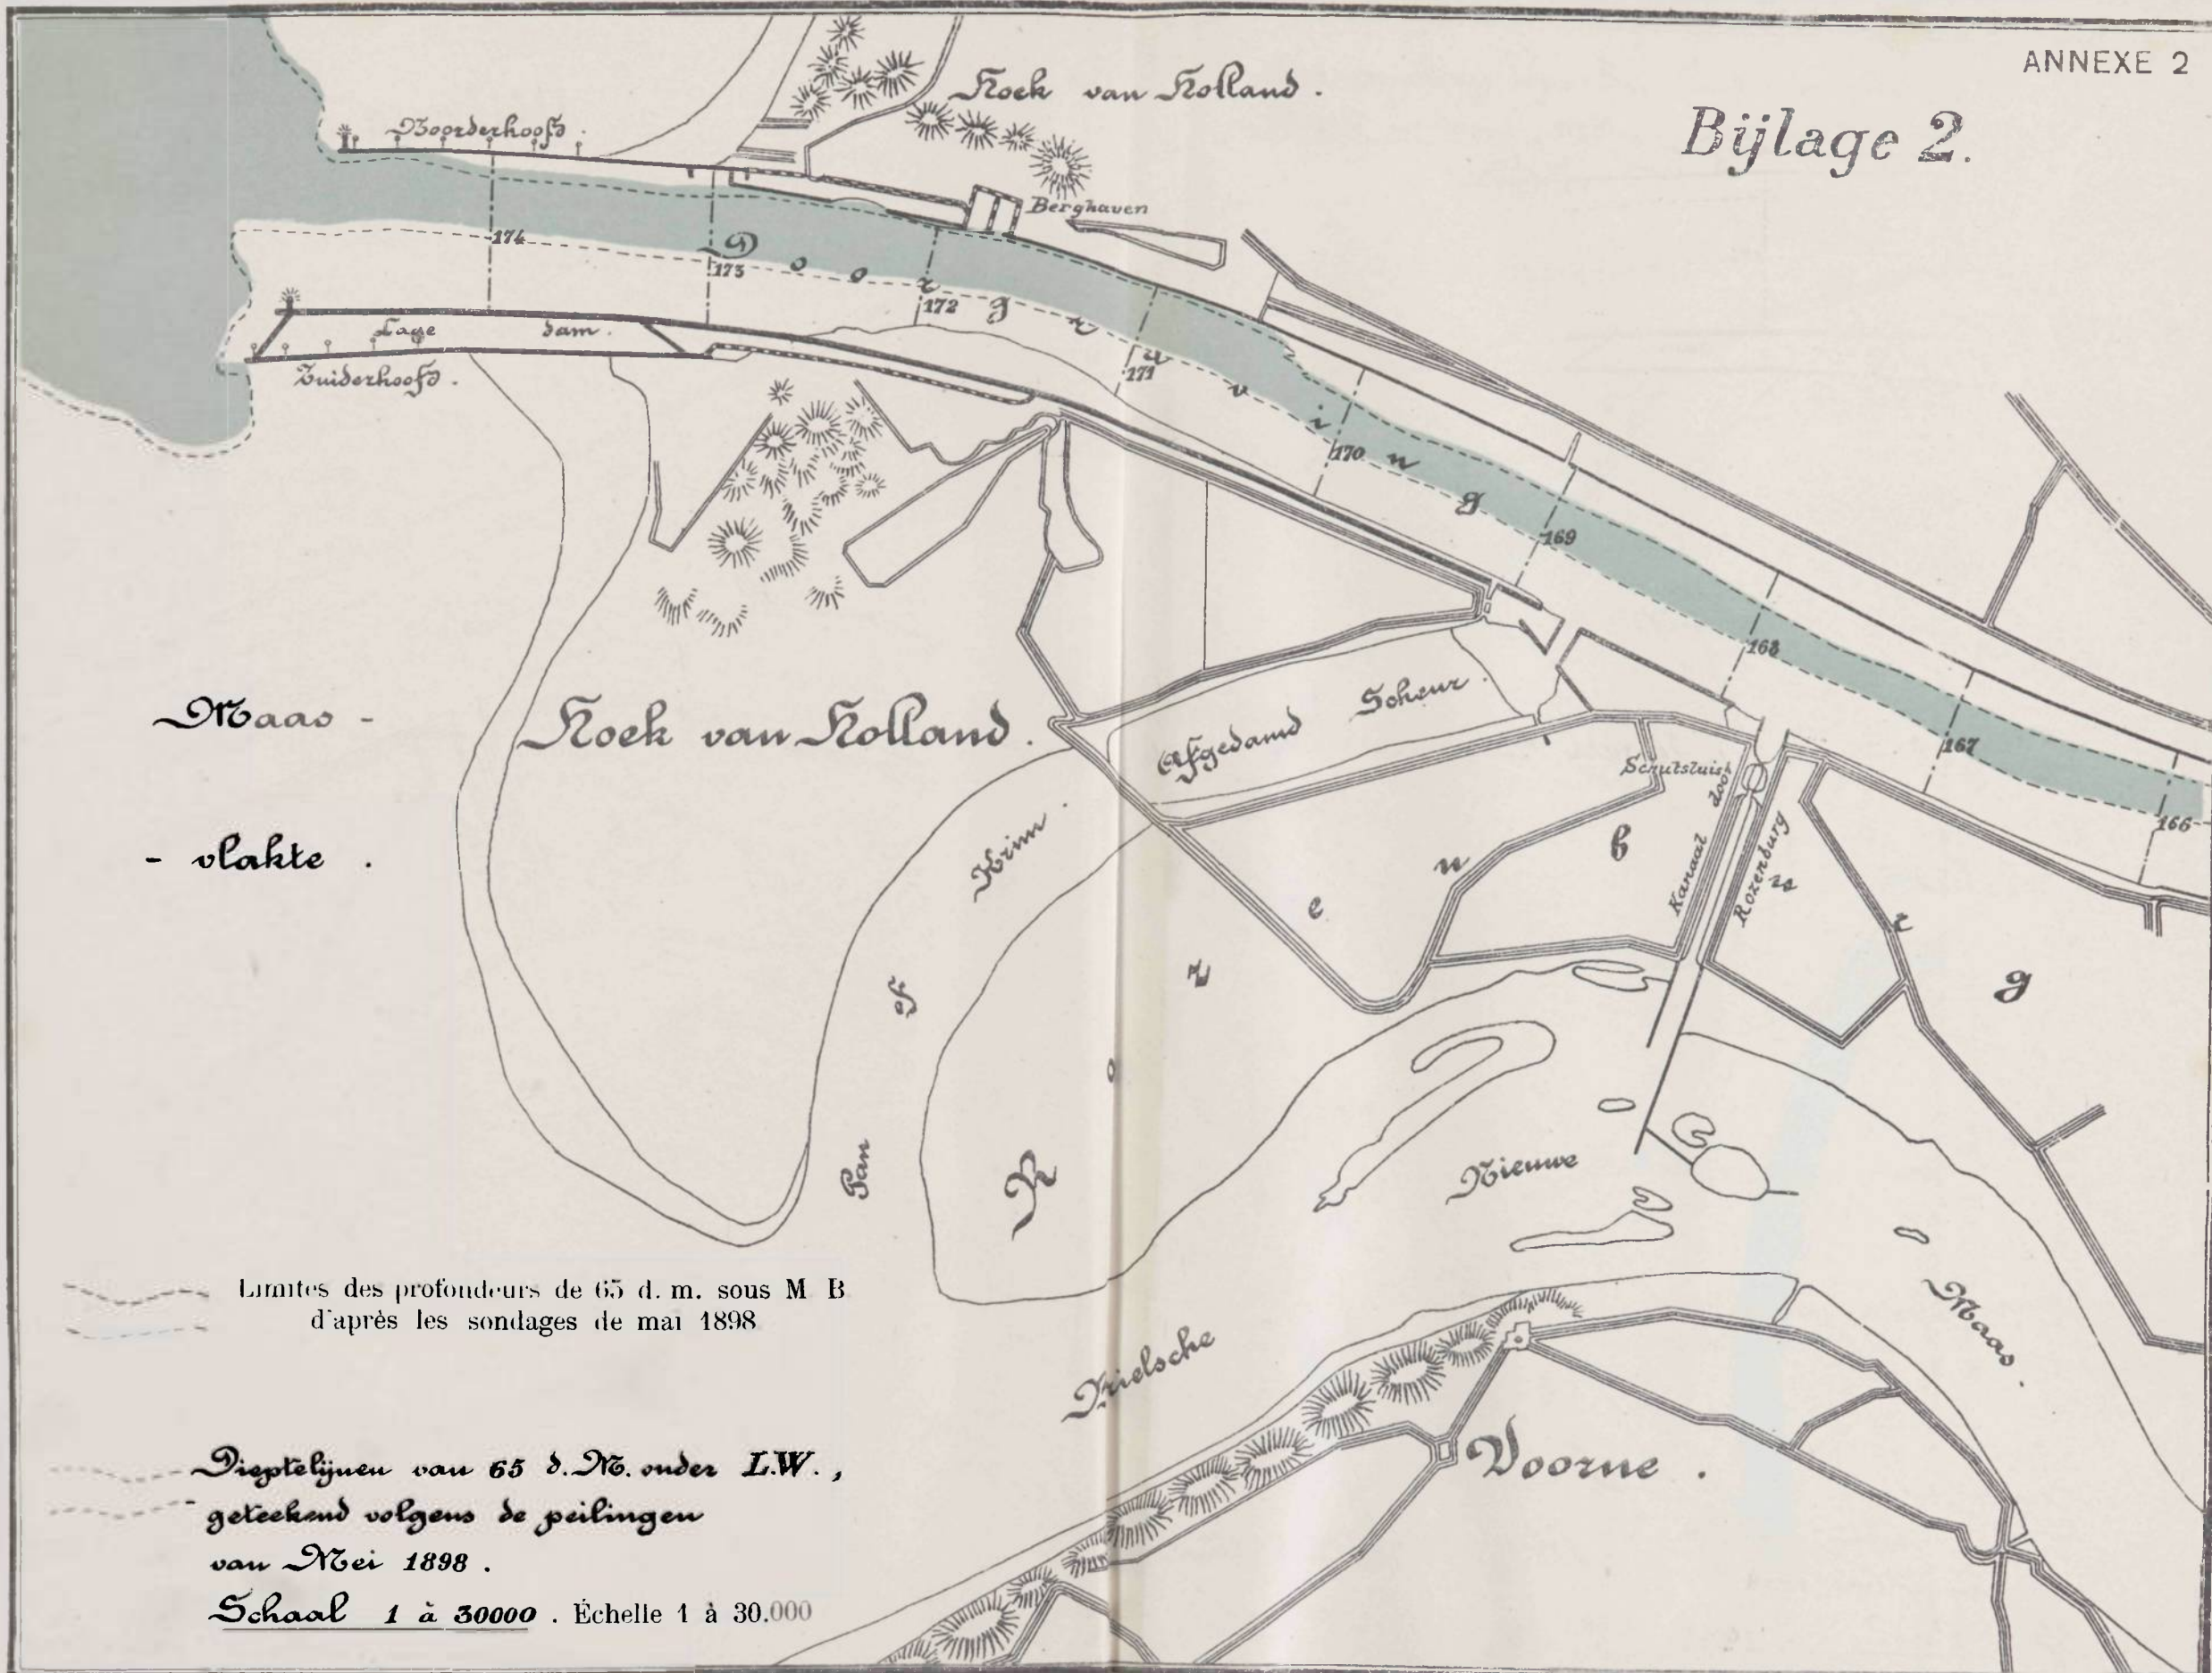 ANNEXE 2
Bijlage 2.
Hoek van Holland.
Noorderhoofd.
Berghaven
174
173
172
171
170
169
168
167
166
Doorgraving
Lage dam.
Zuiderhoofd.
Maas-
-vlakte.
Hoek van Holland.
Afgedamd Scheur.
Schutsluis
Kanaal door
Rozenburg
Krim.
of
Pan
Rozenburg
Nieuwe
Maas.
Brielsche
Voorne.
Limites des profondeurs de 65 d. m. sous M B
d'après les sondages de mai 1898
Dieptelijnen van 65 d.M. onder L.W.,
geteekend volgens de peilingen
van Mei 1898.
Schaal 1 à 30000. Échelle 1 à 30.000